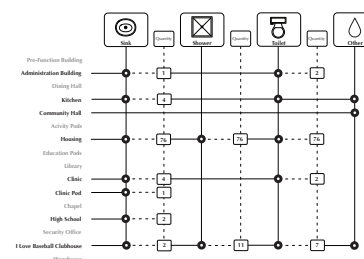 Sink Quantity Shower Quantity Toilet Quantity Other
Pre-Function Building
Administration Building 1 2
Dining Hall
Kitchen 4
Community Hall
Activity Pods
Housing 76 76 76
Education Pods
Library
Clinic 4 2
Clinic Pod 1
Chapel
High School 2
Security Office
I Love Baseball Clubhouse 2 11 7